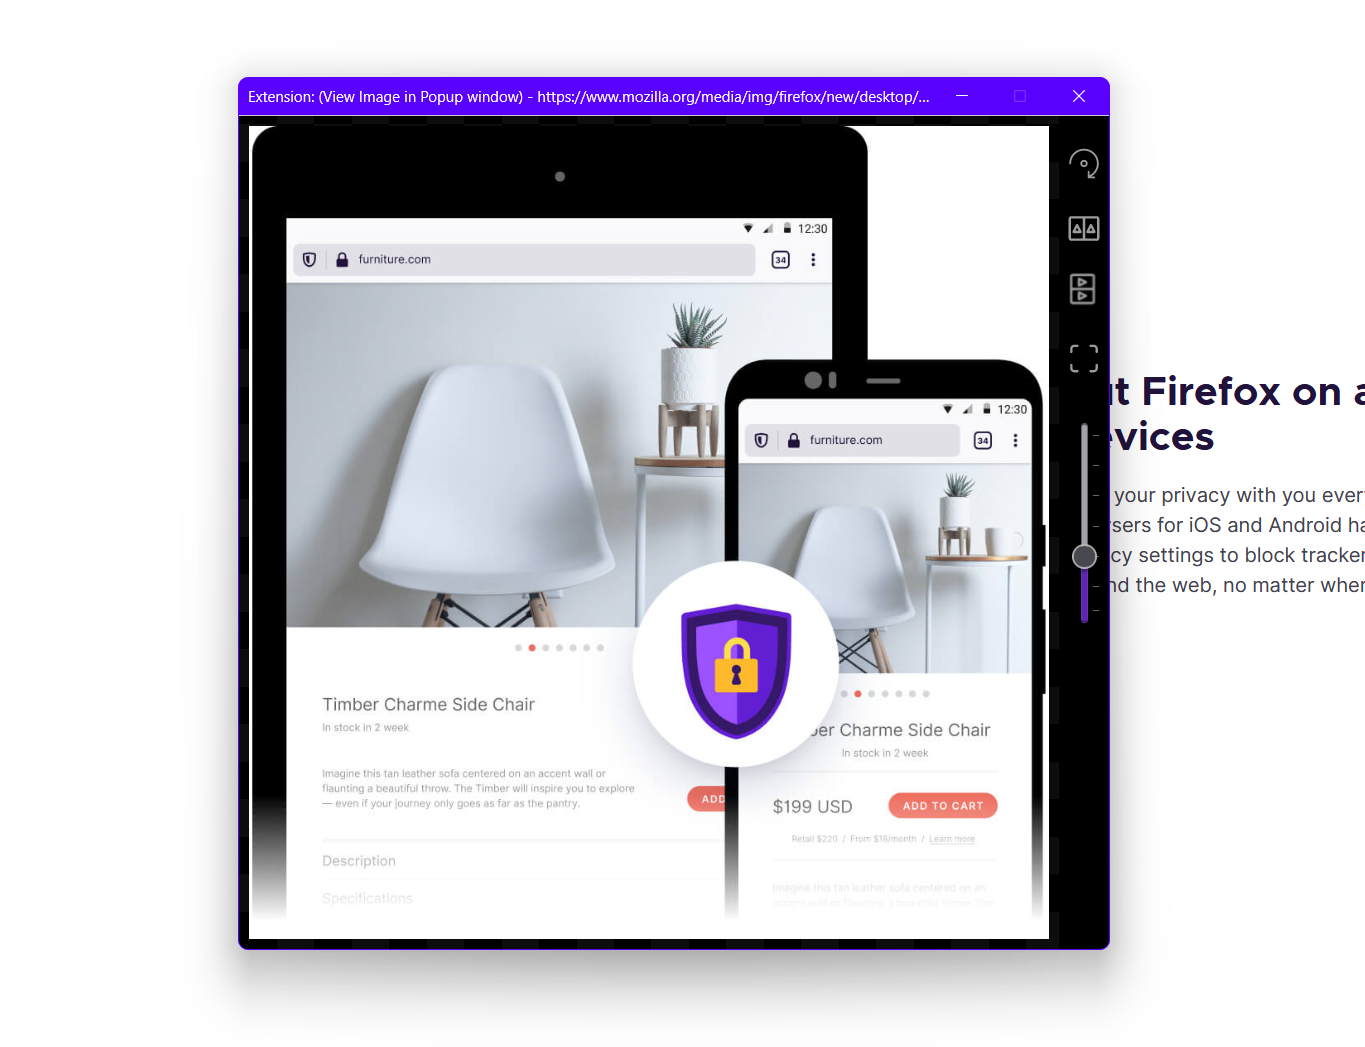 Extension: (View Image in Popup window) - https://www.mozilla.org/media/img/firefox/new/desktop/...
12:30
furniture.com
34
Timber Charme Side Chair
In stock in 2 week
Imagine this tan leather sofa centered on an accent wall or
flaunting a beautiful throw. The Timber will inspire you to explore
— even if your journey only goes as far as the pantry.
ADD
Description
Specifications
12:30
furniture.com
34
ber Charme Side Chair
In stock in 2 week
$199 USD
ADD TO CART
Retail $220 / From $18/month / Learn more
Imagine this tan leather sofa centered on an
accent wall or flaunting a beautiful throw. The
ut Firefox on a
evices
your privacy with you ever
sers for iOS and Android ha
cy settings to block tracker
nd the web, no matter wher